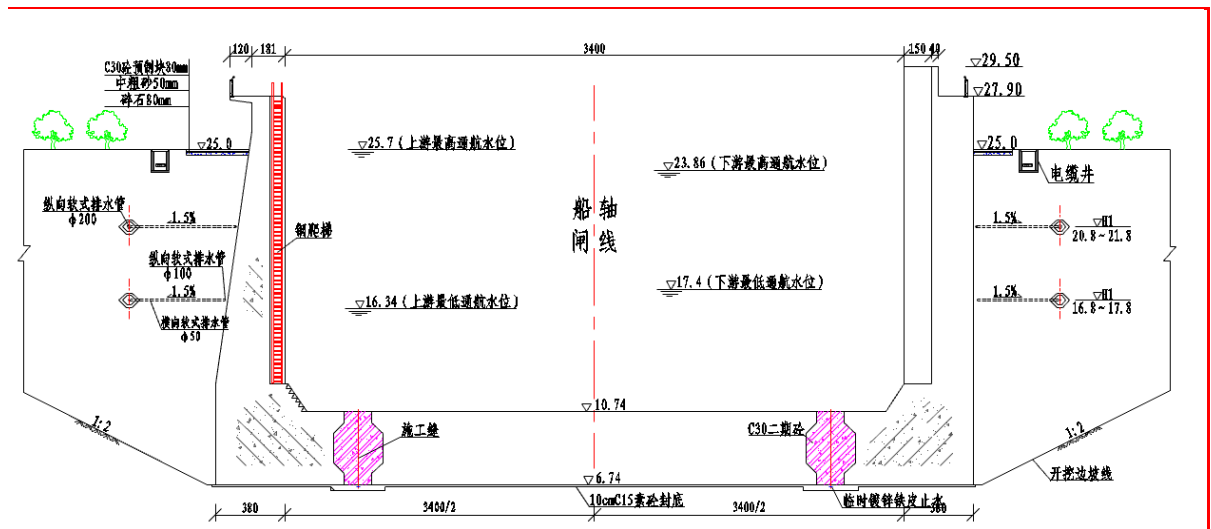 120 181 3400 150 40
29.50
27.90
C30砼预制块80mm
中粗砂50mm
碎石80mm
25.0
25.7(上游最高通航水位)
23.86(下游最高通航水位)
25.0
电缆井
纵向软式排水管
φ200
1.5%
钢爬梯
船轴
闸线
1.5%
H1
20.8~21.8
纵向软式排水管
φ100
1.5%
横向软式排水管
φ50
16.34(上游最低通航水位)
17.4(下游最低通航水位)
1.5%
H1
16.8~17.8
10.74
1:2
施工缝
C30二期砼
1:2
开挖边坡线
6.74
10cmC15素砼封底
临时镀锌铁皮止水
380 3400/2 3400/2 380